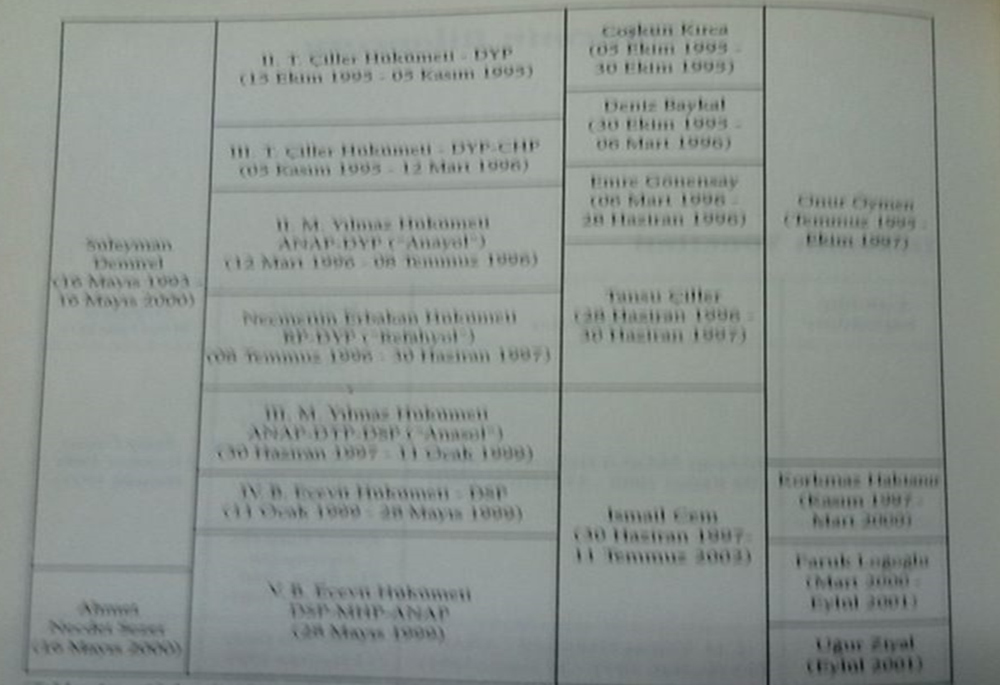 Süleyman
Demirel
(16 Mayıs 1993 -
16 Mayıs 2000)
Ahmet
Necdet Sezer
(16 Mayıs 2000)
II. T. Çiller Hükümeti - DYP
(15 Ekim 1995 - 05 Kasım 1995)
III. T. Çiller Hükümeti - DYP-CHP
(05 Kasım 1995 - 12 Mart 1996)
II. M. Yılmaz Hükümeti
ANAP-DYP ("Anayol")
(12 Mart 1996 - 08 Temmuz 1996)
Necmettin Erbakan Hükümeti
RP-DYP ("Refahyol")
(08 Temmuz 1996 - 30 Haziran 1997)
III. M. Yılmaz Hükümeti
ANAP-DTP-DSP ("Anasol")
(30 Haziran 1997 - 11 Ocak 1999)
IV B. Ecevit Hükümeti - DSP
(11 Ocak 1999 - 28 Mayıs 1999)
V. B. Ecevit Hükümeti
DSP-MHP-ANAP
(28 Mayıs 1999)
Coşkun Kırca
(05 Ekim 1995 -
30 Ekim 1995)
Deniz Baykal
(30 Ekim 1995 -
06 Mart 1996)
Emre Gönensay
(06 Mart 1996 -
28 Haziran 1996)
Tansu Çiller
(28 Haziran 1996 -
30 Haziran 1997)
İsmail Cem
(30 Haziran 1997-
11 Temmuz 2002)
Onur Öymen
(Temmuz 1995 -
Ekim 1997)
Korkmaz Haktanır
(Kasım 1997 -
Mart 2000)
Faruk Loğoğlu
(Mart 2000 -
Eylül 2001)
Uğur Ziyal
(Eylül 2001)